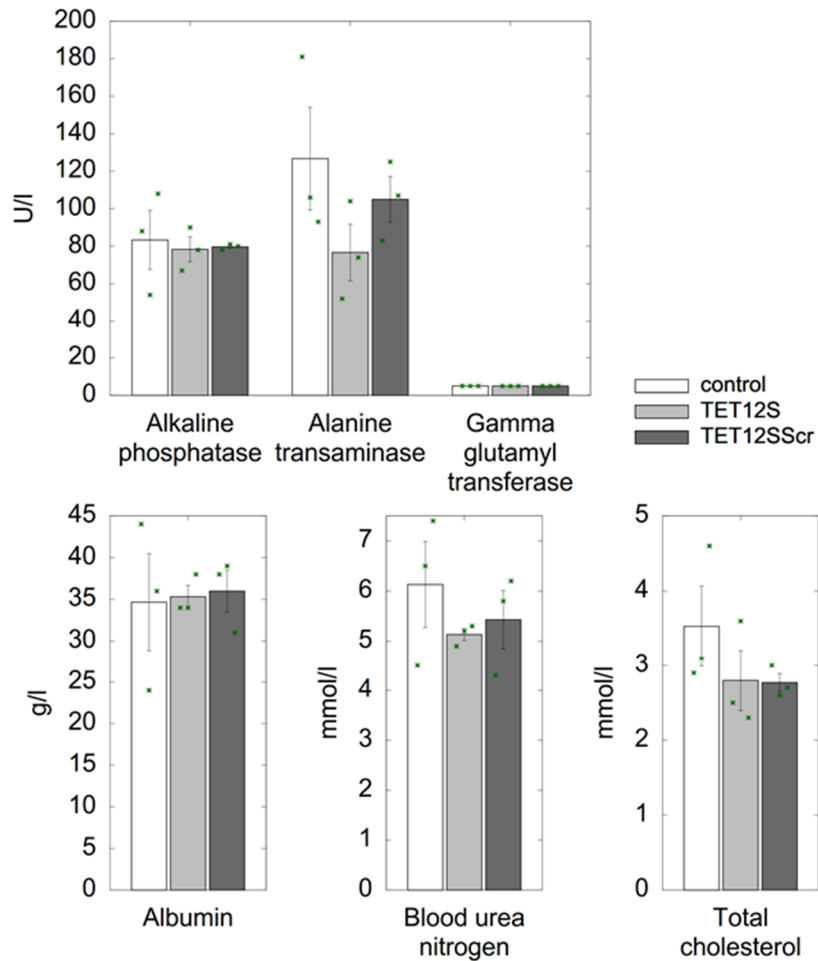 200
180
160
140
120
100
80
60
40
20
0
U/l
Alkaline
phosphatase
Alanine
transaminase
Gamma
glutamyl
transferase
control
TET12S
TET12SScr
45
40
35
30
25
20
15
10
5
0
g/l
Albumin
7
6
5
4
3
2
1
0
mmol/l
Blood urea
nitrogen
5
4
3
2
1
0
mmol/l
Total
cholesterol